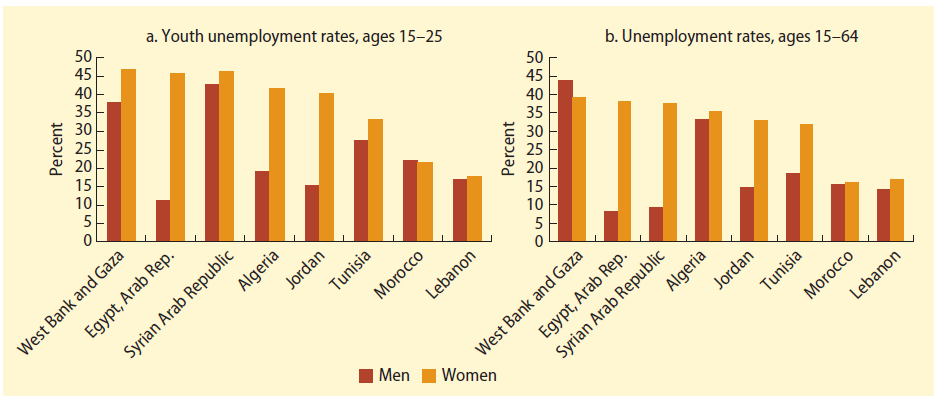 a. Youth unemployment rates, ages 15–25
Percent
50
45
40
35
30
25
20
15
10
5
0
West Bank and Gaza
Egypt, Arab Rep.
Syrian Arab Republic
Algeria
Jordan
Tunisia
Morocco
Lebanon
b. Unemployment rates, ages 15–64
Percent
50
45
40
35
30
25
20
15
10
5
0
West Bank and Gaza
Egypt, Arab Rep.
Syrian Arab Republic
Algeria
Jordan
Tunisia
Morocco
Lebanon
Men Women